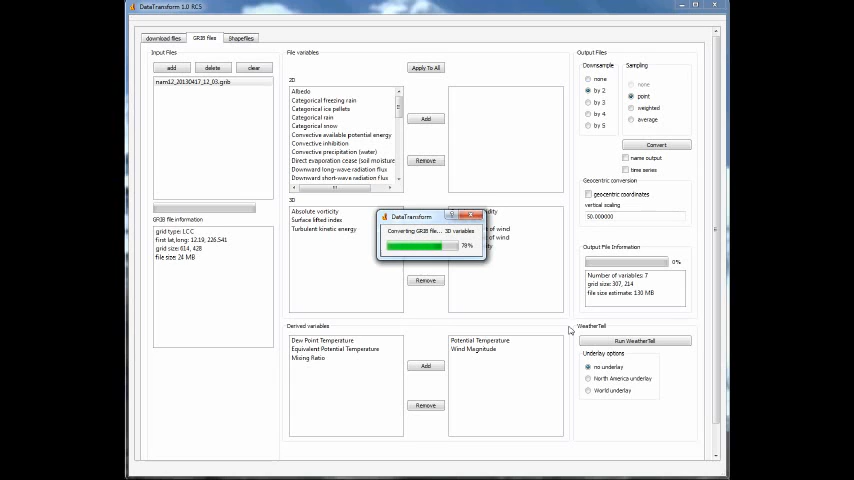 DataTransform 1.0 RC5
download files
GRIB files
Shapefiles
Input Files
add
delete
clear
nam12_20130417_12_03.grib
GRIB file information
grid type: LCC
first lat,long: 12.19, 226.541
grid size: 614, 428
file size: 24 MB
File variables
Apply To All
2D
Albedo
Categorical freezing rain
Categorical ice pellets
Categorical rain
Categorical snow
Convective available potential energy
Convective inhibition
Convective precipitation (water)
Direct evaporation cease (soil moisture
Downward long-wave radiation flux
Downward short-wave radiation flux
Add
Remove
3D
Absolute vorticity
Surface lifted index
Turbulent kinetic energy
of wind
of wind
Remove
DataTransform
Converting GRIB file... 3D variables
78%
Derived variables
Dew Point Temperature
Equivalent Potential Temperature
Mixing Ratio
Add
Remove
Potential Temperature
Wind Magnitude
Output Files
Downsample
none
by 2
by 3
by 4
by 5
Sampling
none
point
weighted
average
Convert
name output
time series
Geocentric conversion
geocentric coordinates
vertical scaling
50.000000
Output File Information
0%
Number of variables: 7
grid size: 307, 214
file size estimate: 130 MB
WeatherTell
Run WeatherTell
Underlay options
no underlay
North America underlay
World underlay